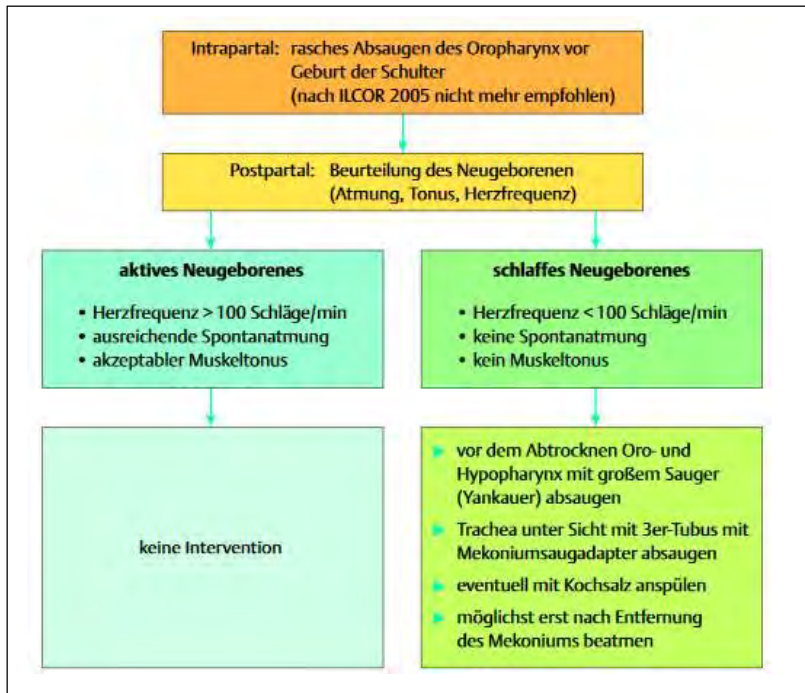 Intrapartal: rasches Absaugen des Oropharynx vor
Geburt der Schulter
(nach ILCOR 2005 nicht mehr empfohlen)
Postpartal: Beurteilung des Neugeborenen
(Atmung, Tonus, Herzfrequenz)
aktives Neugeborenes
• Herzfrequenz > 100 Schläge/min
• ausreichende Spontanatmung
• akzeptabler Muskeltonus
schlaffes Neugeborenes
• Herzfrequenz < 100 Schläge/min
• keine Spontanatmung
• kein Muskeltonus
keine Intervention
► vor dem Abtrocknen Oro- und
Hypopharynx mit großem Sauger
(Yankauer) absaugen
► Trachea unter Sicht mit 3er-Tubus mit
Mekoniumsaugadapter absaugen
► eventuell mit Kochsalz anspülen
► möglichst erst nach Entfernung
des Mekoniums beatmen